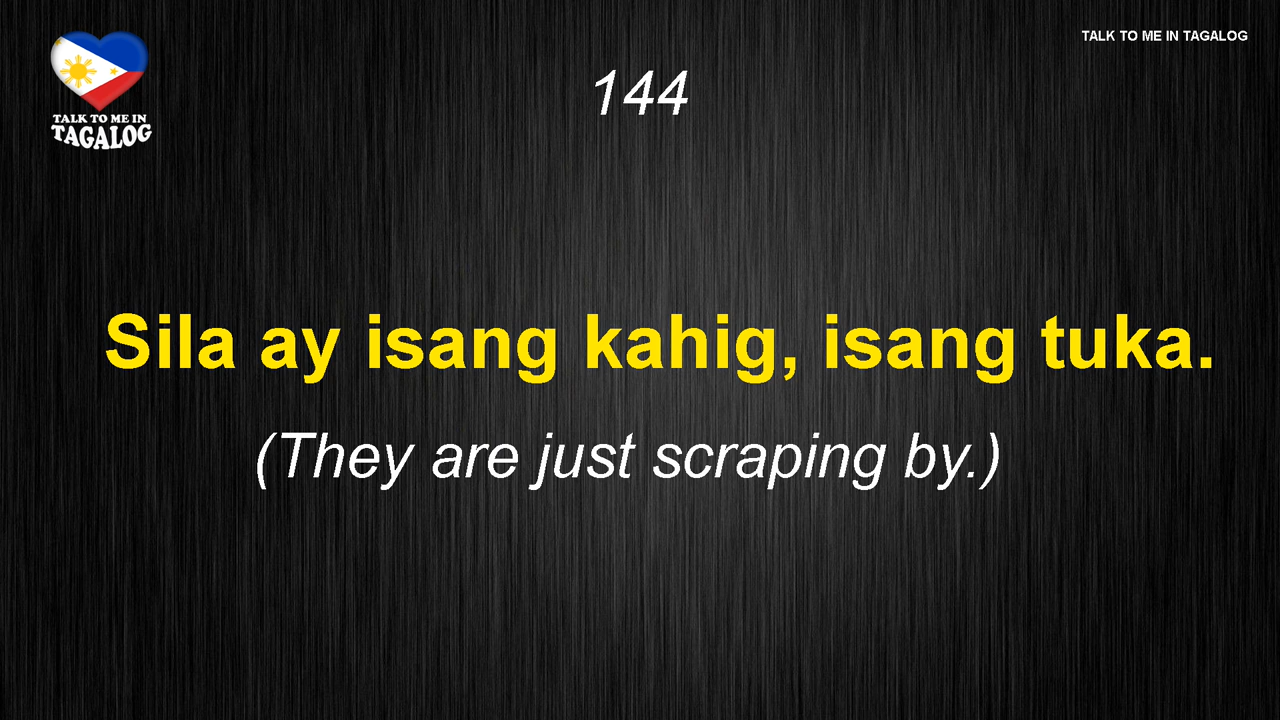 TALK TO ME IN TAGALOG
144
TALK TO ME IN
TAGALOG
Sila ay isang kahig, isang tuka.
(They are just scraping by.)